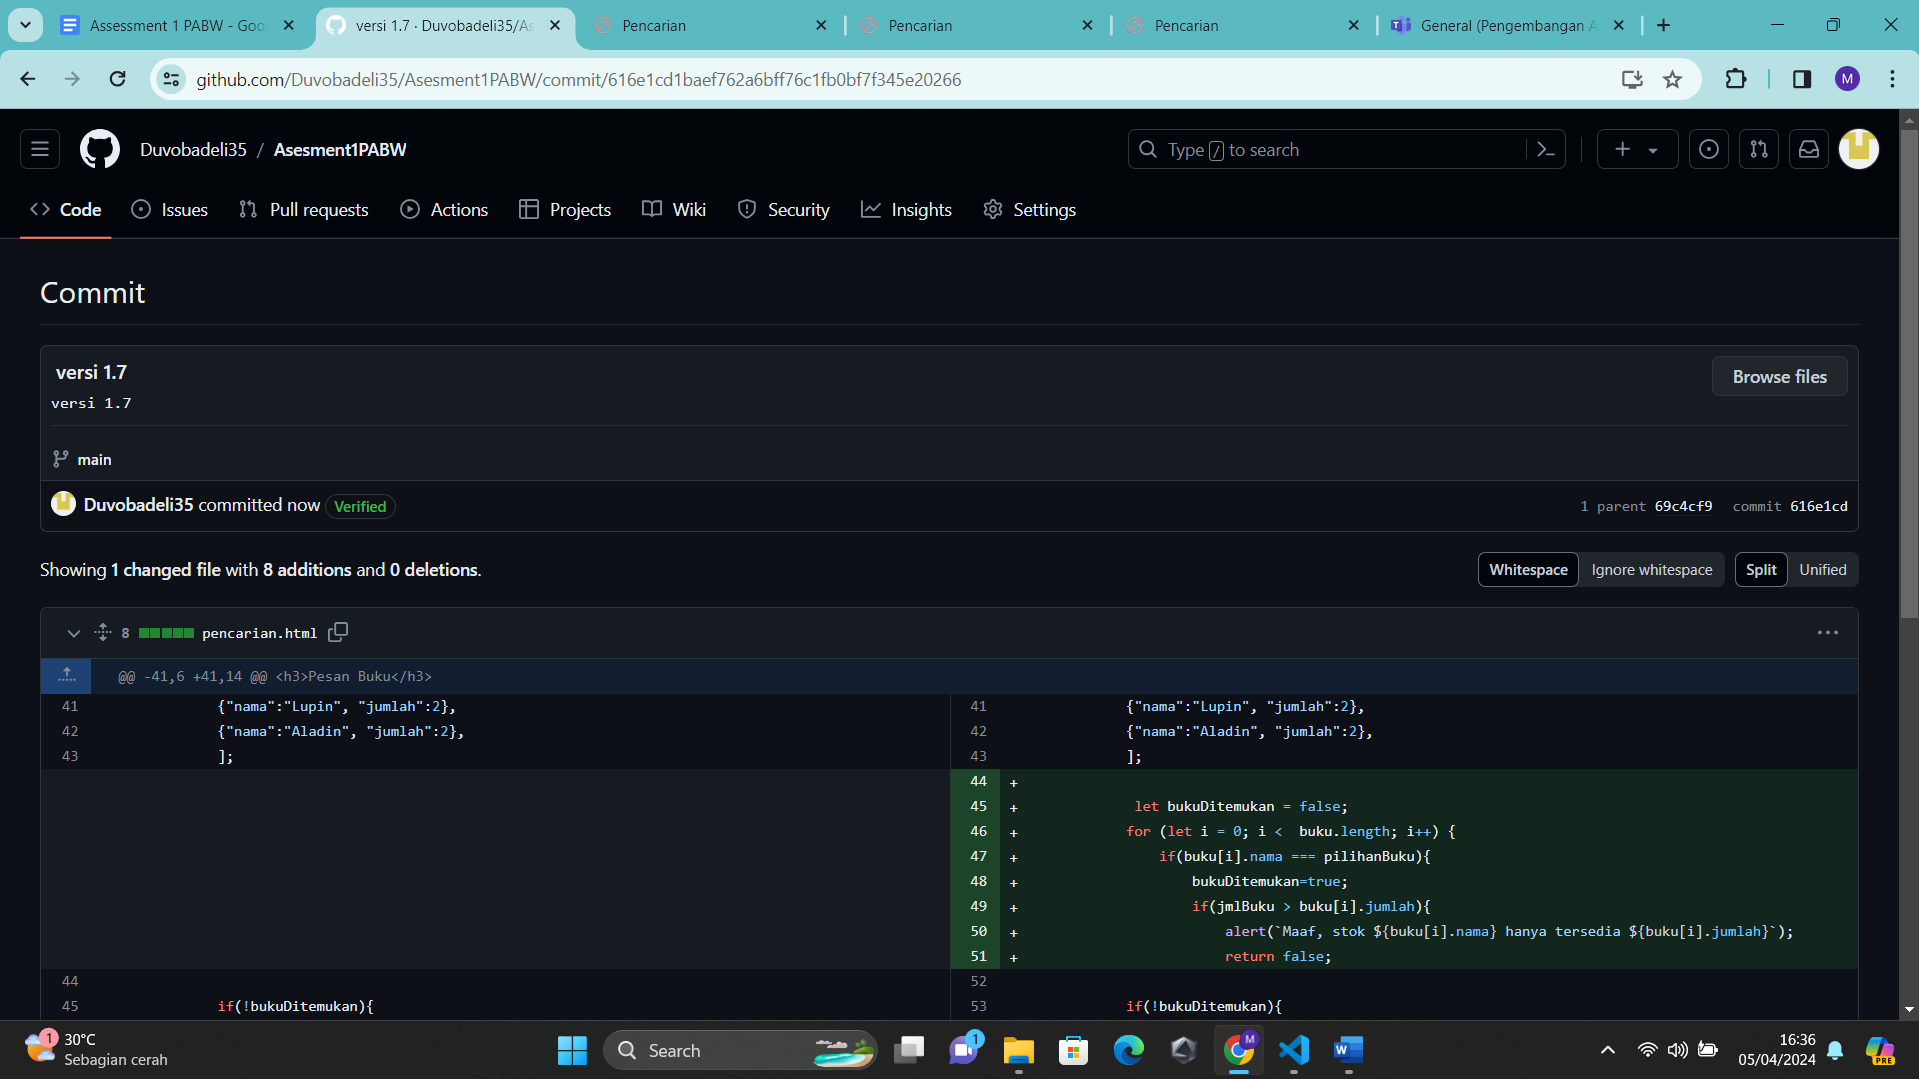 Assessment 1 PABW - Goo
versi 1.7 · Duvobadeli35/As
Pencarian
Pencarian
Pencarian
General (Pengembangan A
github.com/Duvobadeli35/Asesment1PABW/commit/616e1cd1baef762a6bff76c1fb0bf7f345e20266
M
Duvobadeli35 / Asesment1PABW
Type / to search
Code
Issues
Pull requests
Actions
Projects
Wiki
Security
Insights
Settings
Commit
versi 1.7
Browse files
versi 1.7
main
Duvobadeli35 committed now Verified
1 parent 69c4cf9 commit 616e1cd
Showing 1 changed file with 8 additions and 0 deletions.
Whitespace Ignore whitespace
Split Unified
8 pencarian.html
@@ -41,6 +41,14 @@ <h3>Pesan Buku</h3>
41 {"nama":"Lupin", "jumlah":2}, 41 {"nama":"Lupin", "jumlah":2},
42 {"nama":"Aladin", "jumlah":2}, 42 {"nama":"Aladin", "jumlah":2},
43 ]; 43 ];
44 +
45 + let bukuDitemukan = false;
46 + for (let i = 0; i <  buku.length; i++) {
47 + if(buku[i].nama === pilihanBuku){
48 + bukuDitemukan=true;
49 + if(jmlBuku > buku[i].jumlah){
50 + alert(`Maaf, stok ${buku[i].nama} hanya tersedia ${buku[i].jumlah}`);
51 + return false;
44 52
45 if(!bukuDitemukan){ 53 if(!bukuDitemukan){
1
30°C
Sebagian cerah
Search
1
M
W
16:36
05/04/2024
PRE